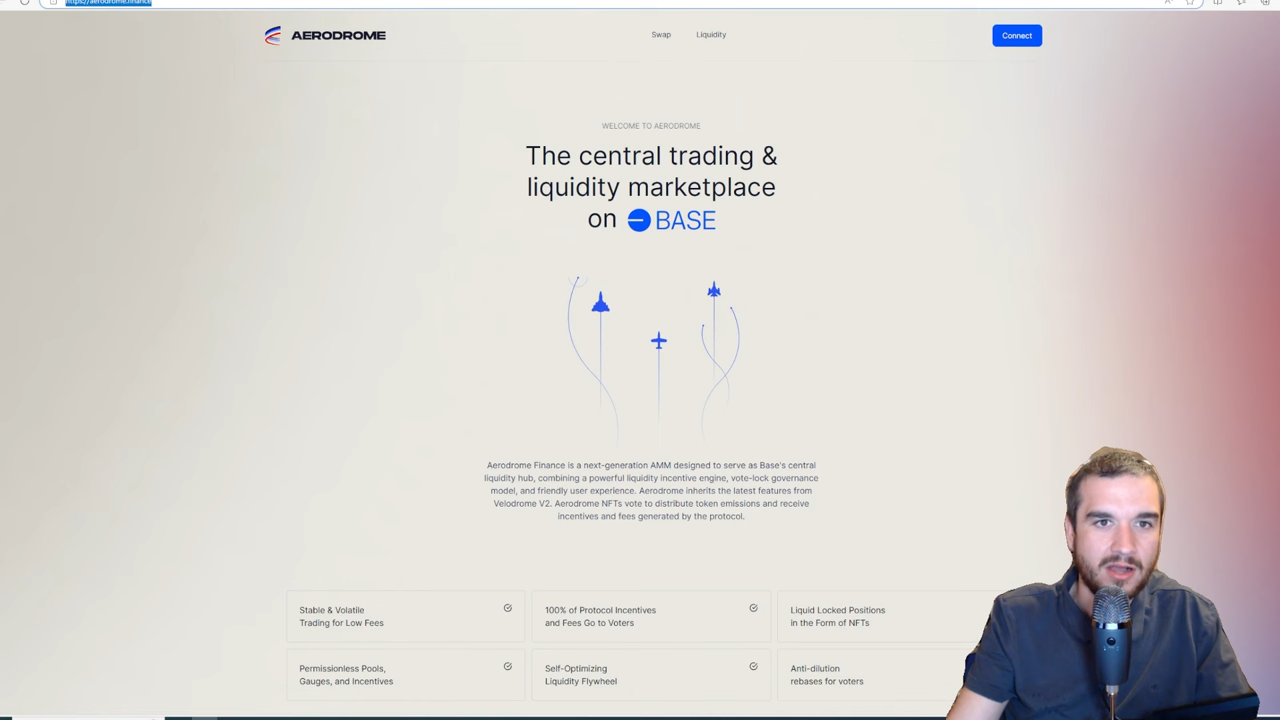 https://aerodrome.finance
AERODROME
Swap
Liquidity
Connect
WELCOME TO AERODROME
The central trading &
liquidity marketplace
on BASE
Aerodrome Finance is a next-generation AMM designed to serve as Base's central
liquidity hub, combining a powerful liquidity incentive engine, vote-lock governance
model, and friendly user experience. Aerodrome inherits the latest features from
Velodrome V2. Aerodrome NFTs vote to distribute token emissions and receive
incentives and fees generated by the protocol.
Stable & Volatile
Trading for Low Fees
100% of Protocol Incentives
and Fees Go to Voters
Liquid Locked Positions
in the Form of NFTs
Permissionless Pools,
Gauges, and Incentives
Self-Optimizing
Liquidity Flywheel
Anti-dilution
rebases for voters